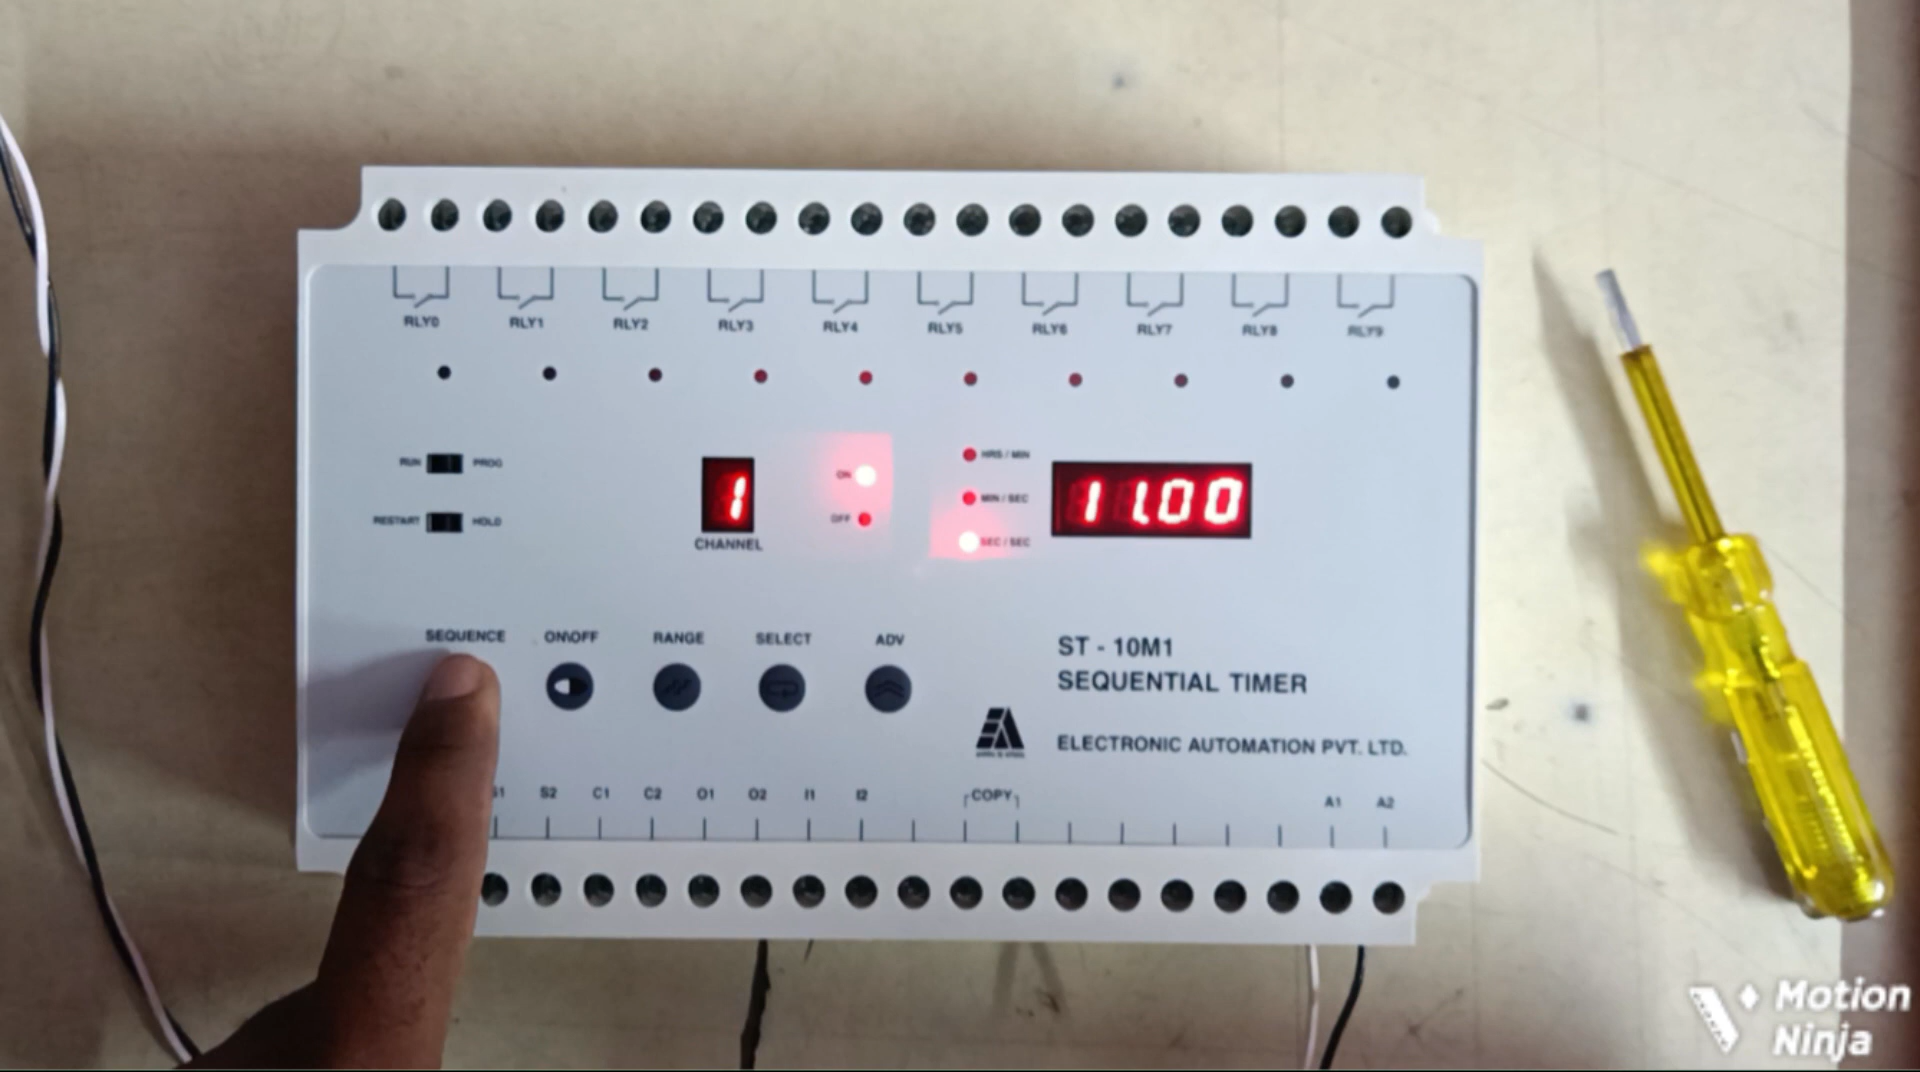 RLY0 RLY1 RLY2 RLY3 RLY4 RLY5 RLY6 RLY7 RLY8 RLY9
RUN PROG
HRS / MIN
ON
MIN / SEC
1
11.00
RESTART HOLD
OFF
SEC / SEC
CHANNEL
SEQUENCE ON\OFF RANGE SELECT ADV
ST - 10M1
SEQUENTIAL TIMER
ELECTRONIC AUTOMATION PVT. LTD.
S1 S2 C1 C2 O1 O2 I1 I2 COPY A1 A2
Motion
Ninja